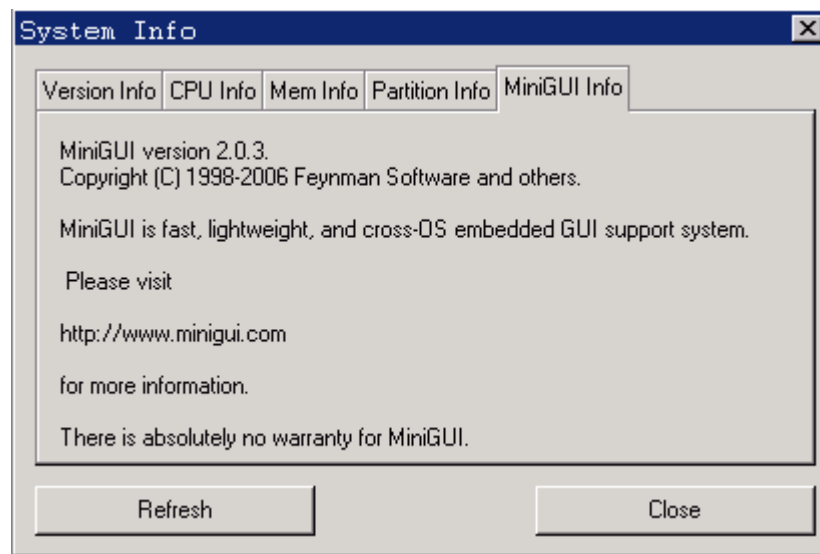 System Info
Version Info CPU Info Mem Info Partition Info MiniGUI Info
MiniGUI version 2.0.3.
Copyright (C) 1998-2006 Feynman Software and others.
MiniGUI is fast, lightweight, and cross-OS embedded GUI support system.
Please visit
http://www.minigui.com
for more information.
There is absolutely no warranty for MiniGUI.
Refresh Close